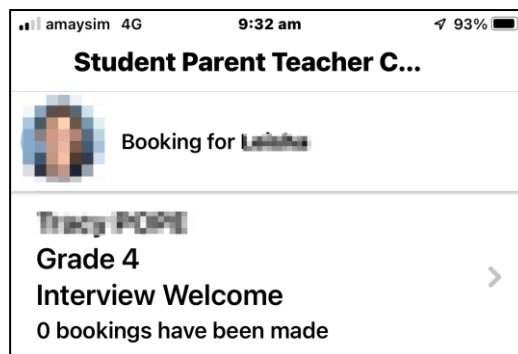 amaysim 4G 9:32 am 93%
Student Parent Teacher C...
Booking for
Grade 4
Interview Welcome
0 bookings have been made